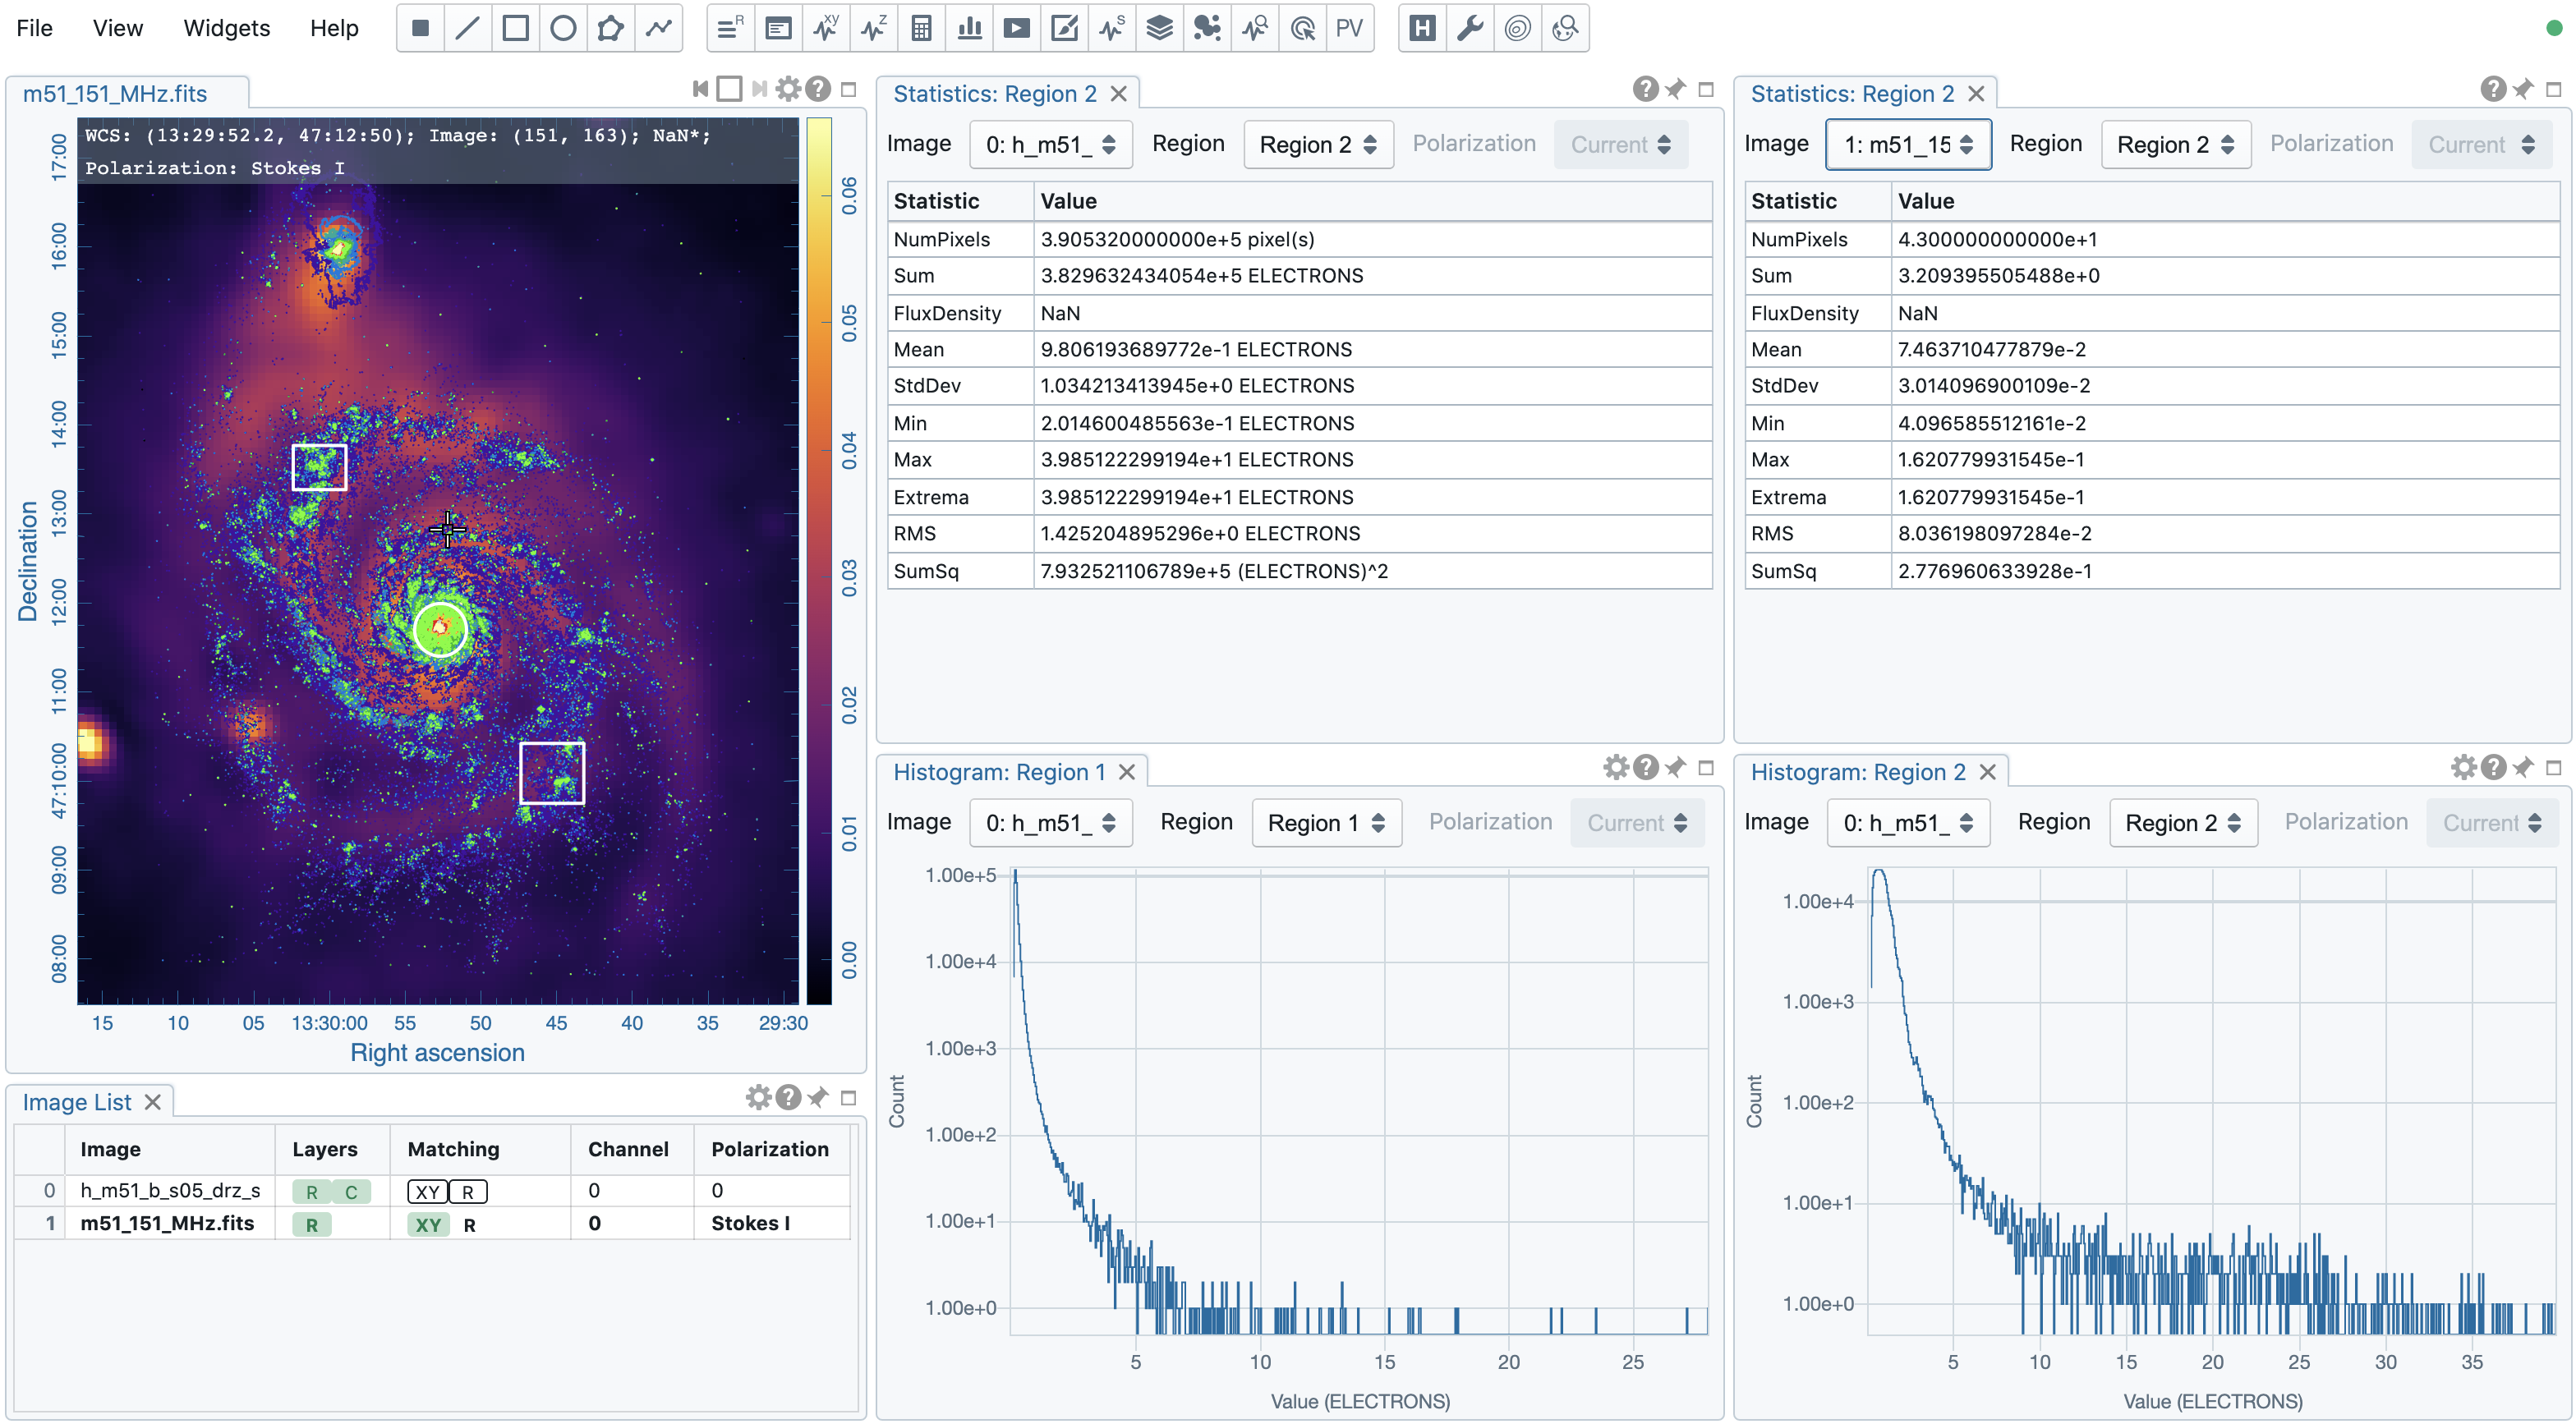 File View Widgets Help
R XY Z S PV H
m51_151_MHz.fits
WCS: (13:29:52.2, 47:12:50); Image: (151, 163); NaN*;
Polarization: Stokes I
Declination
17:00
16:00
15:00
14:00
13:00
12:00
11:00
47:10:00
09:00
08:00
15 10 05 13:30:00 55 50 45 40 35 29:30
Right ascension
0.06
0.05
0.04
0.03
0.02
0.01
0.00
Image List
Image Layers Matching Channel Polarization
0 h_m51_b_s05_drz_s R C XY R 0 0
1 m51_151_MHz.fits R XY R 0 Stokes I
Statistics: Region 2
Image 0: h_m51_ Region Region 2 Polarization Current
Statistic Value
NumPixels 3.905320000000e+5 pixel(s)
Sum 3.829632434054e+5 ELECTRONS
FluxDensity NaN
Mean 9.806193689772e-1 ELECTRONS
StdDev 1.034213413945e+0 ELECTRONS
Min 2.014600485563e-1 ELECTRONS
Max 3.985122299194e+1 ELECTRONS
Extrema 3.985122299194e+1 ELECTRONS
RMS 1.425204895296e+0 ELECTRONS
SumSq 7.932521106789e+5 (ELECTRONS)^2
Statistics: Region 2
Image 1: m51_15 Region Region 2 Polarization Current
Statistic Value
NumPixels 4.300000000000e+1
Sum 3.209395505488e+0
FluxDensity NaN
Mean 7.463710477879e-2
StdDev 3.014096900109e-2
Min 4.096585512161e-2
Max 1.620779931545e-1
Extrema 1.620779931545e-1
RMS 8.036198097284e-2
SumSq 2.776960633928e-1
Histogram: Region 1
Image 0: h_m51_ Region Region 1 Polarization Current
Count
1.00e+5
1.00e+4
1.00e+3
1.00e+2
1.00e+1
1.00e+0
5 10 15 20 25
Value (ELECTRONS)
Histogram: Region 2
Image 0: h_m51_ Region Region 2 Polarization Current
Count
1.00e+4
1.00e+3
1.00e+2
1.00e+1
1.00e+0
5 10 15 20 25 30 35
Value (ELECTRONS)